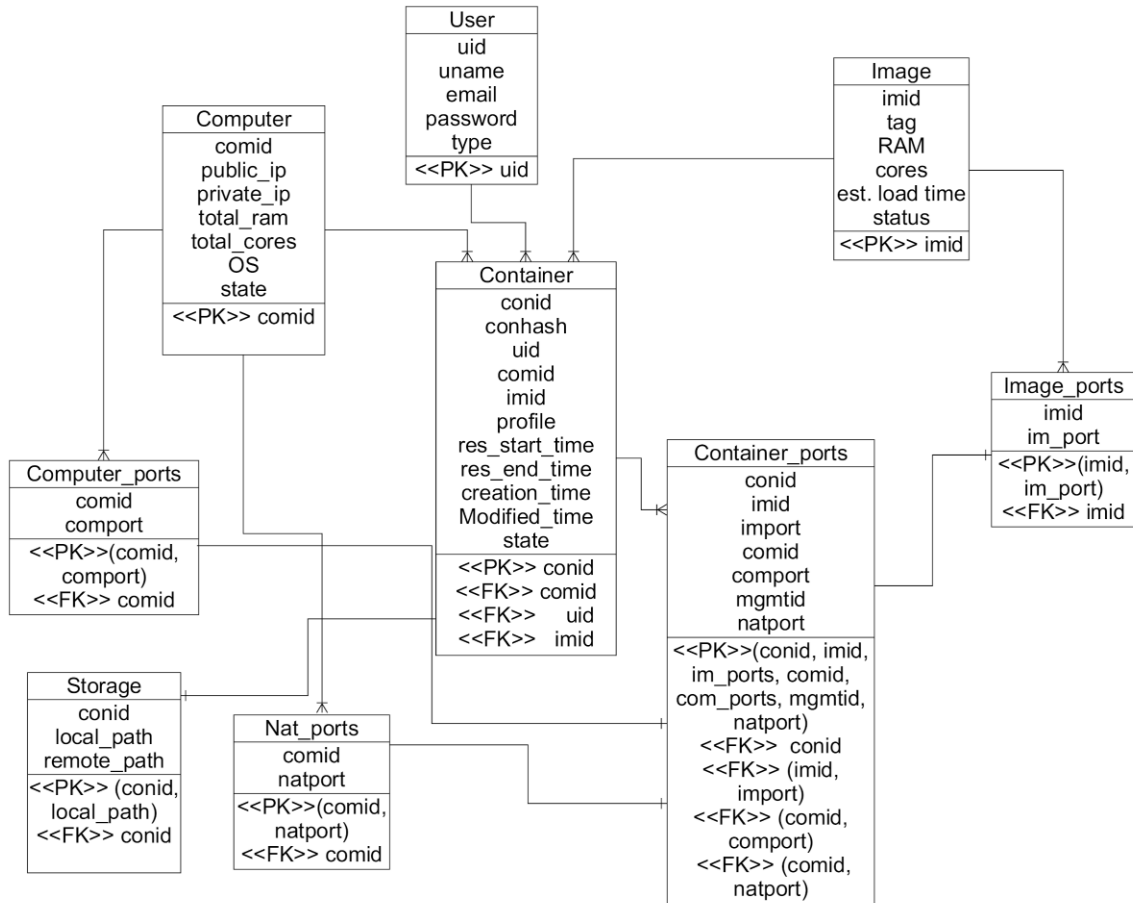 User
uid
uname
email
password
type
<<PK>> uid
Image
imid
tag
RAM
cores
est. load time
status
<<PK>> imid
Computer
comid
public_ip
private_ip
total_ram
total_cores
OS
state
<<PK>> comid
Container
conid
conhash
uid
comid
imid
profile
res_start_time
res_end_time
creation_time
Modified_time
state
<<PK>> conid
<<FK>> comid
<<FK>> uid
<<FK>> imid
Image_ports
imid
im_port
<<PK>>(imid,
im_port)
<<FK>> imid
Computer_ports
comid
comport
<<PK>>(comid,
comport)
<<FK>> comid
Container_ports
conid
imid
import
comid
comport
mgmtid
natport
<<PK>>(conid, imid,
im_ports, comid,
com_ports, mgmtid,
natport)
<<FK>> conid
<<FK>> (imid,
import)
<<FK>> (comid,
comport)
<<FK>> (comid,
natport)
Storage
conid
local_path
remote_path
<<PK>> (conid,
local_path)
<<FK>> conid
Nat_ports
comid
natport
<<PK>>(comid,
natport)
<<FK>> comid